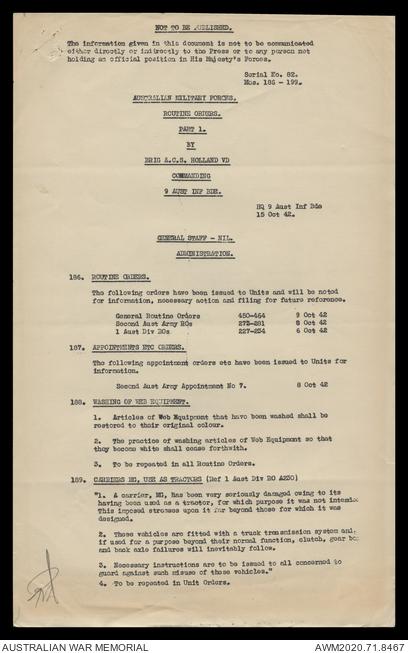 NOT TO BE PUBLISHED.
The information given in this document is not to be communicated
either directly or indirectly to the Press or to any person not
holding an official position in His Majesty's Forces.
Serial No. 82.
Nos. 186 - 199.
AUSTRALIAN MILITARY FORCES.
ROUTINE ORDERS.
PART 1.
BY
BRIG A.C.S. HOLLAND VD
COMMANDING
9 AUST INF BDE.
HQ 9 Aust Inf Bde
15 Oct 42.
GENERAL STAFF - NIL.
ADMINISTRATION.
186. ROUTINE ORDERS.
The following orders have been issued to Units and will be noted
for information, necessary action and filing for future reference.
General Routine Orders 450-464 9 Oct 42
Second Aust Army ROs 273-281 8 Oct 42
1 Aust Div ROs 227-234 6 Oct 42
187. APPOINTMENTS ETC ORDERS.
The following appointment orders etc have been issued to Units for
information.
Second Aust Army Appointment No 7. 8 Oct 42
188. WASHING OF WEB EQUIPMENT.
1. Articles of Web Equipment that have been washed shall be
restored to their original colour.
2. The practice of washing articles of Web Equipment so that
they become white shall cease forthwith.
3. To be repeated in all Routine Orders.
189. CARRIERS MG, USE AS TRACTORS (Ref 1 Aust Div RO A230)
"1. A carrier, MG, has been very seriously damaged owing to its
having been used as a tractor, for which purpose it was not intended
This imposed stresses upon it far beyond those for which it was
designed.
2. These vehicles are fitted with a truck transmission system and,
if used for a purpose beyond their normal function, clutch, gear box
and back axle failures will inevitably follow.
3. Necessary instructions are to be issued to all concerned to
guard against such misuse of those vehicles."
4. To be repeated in Unit Orders.
AUSTRALIAN WAR MEMORIAL AWM2020.71.8467